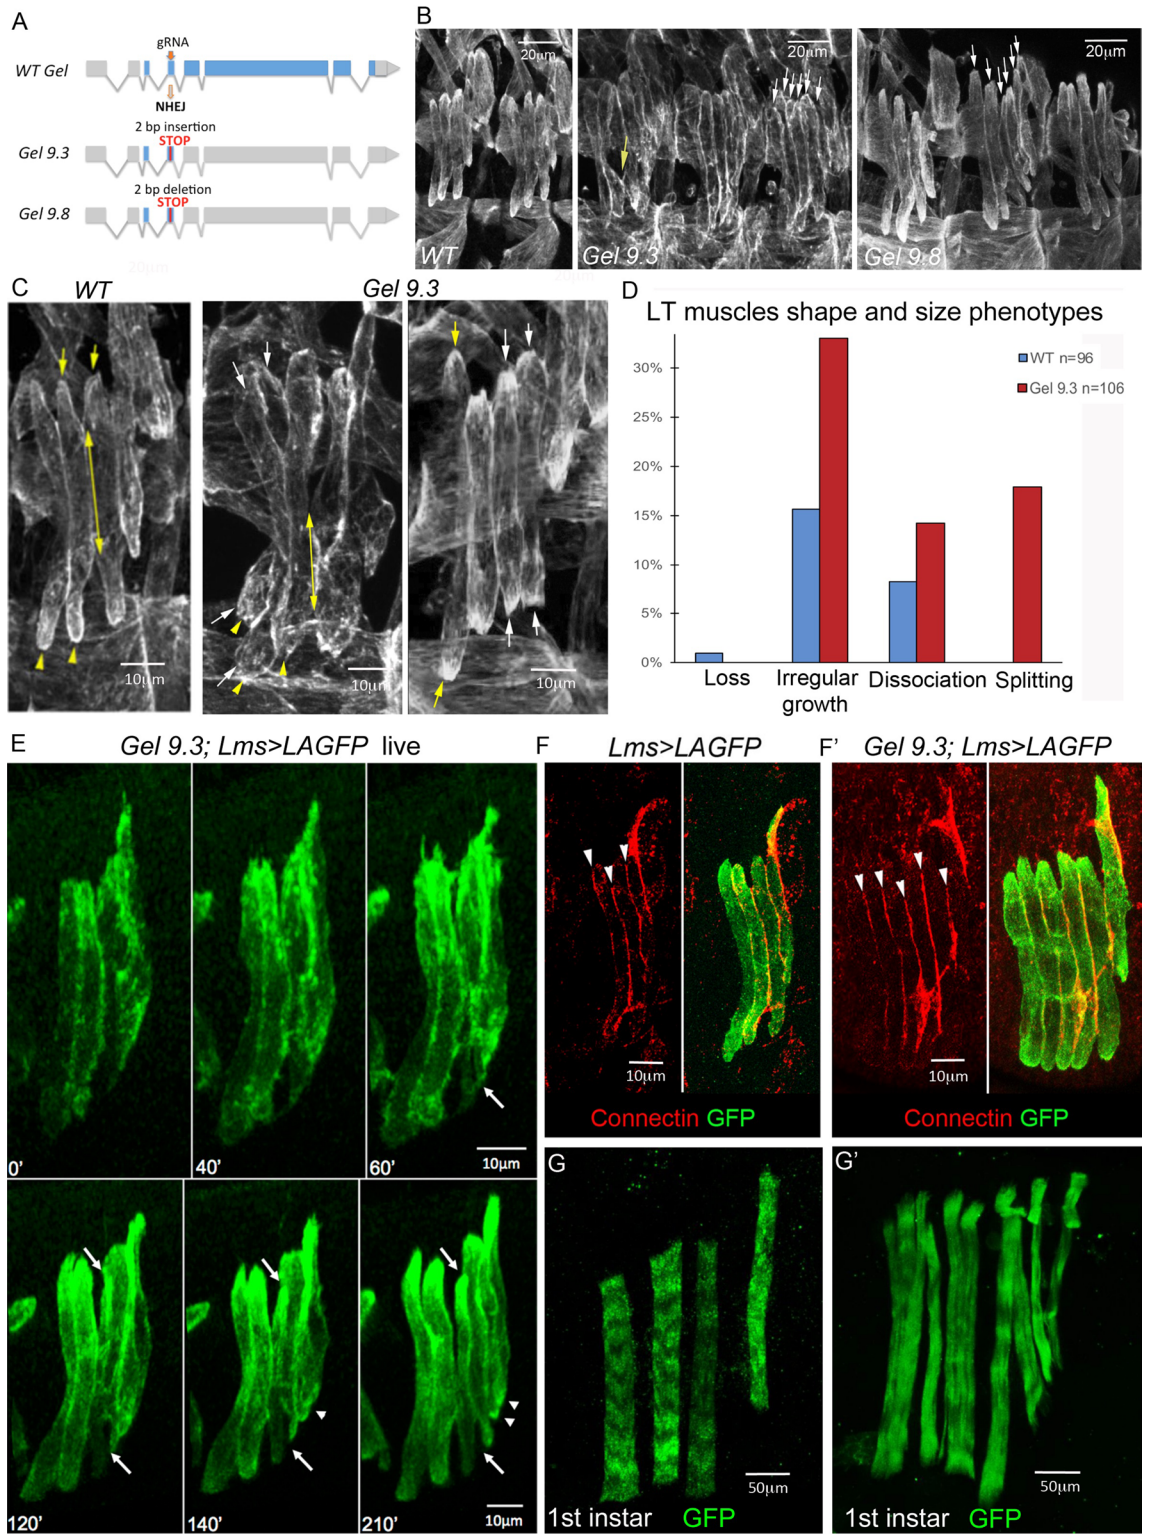 A
gRNA
WT Gel
NHEJ
2 bp insertion
STOP
Gel 9.3
2 bp deletion
STOP
Gel 9.8
20µm
B
20µm
20µm
20µm
WT
Gel 9.3
Gel 9.8
C
WT
Gel 9.3
10µm
10µm
10µm
D
LT muscles shape and size phenotypes
WT n=96
Gel 9.3 n=106
30%
25%
20%
15%
10%
5%
0%
Loss
Irregular growth
Dissociation
Splitting
E
Gel 9.3; Lms>LAGFP live
0'
40'
60'
10µm
120'
140'
210'
10µm
F
Lms>LAGFP
10µm
Connectin GFP
F'
Gel 9.3; Lms>LAGFP
10µm
Connectin GFP
G
50µm
1st instar GFP
G'
50µm
1st instar GFP